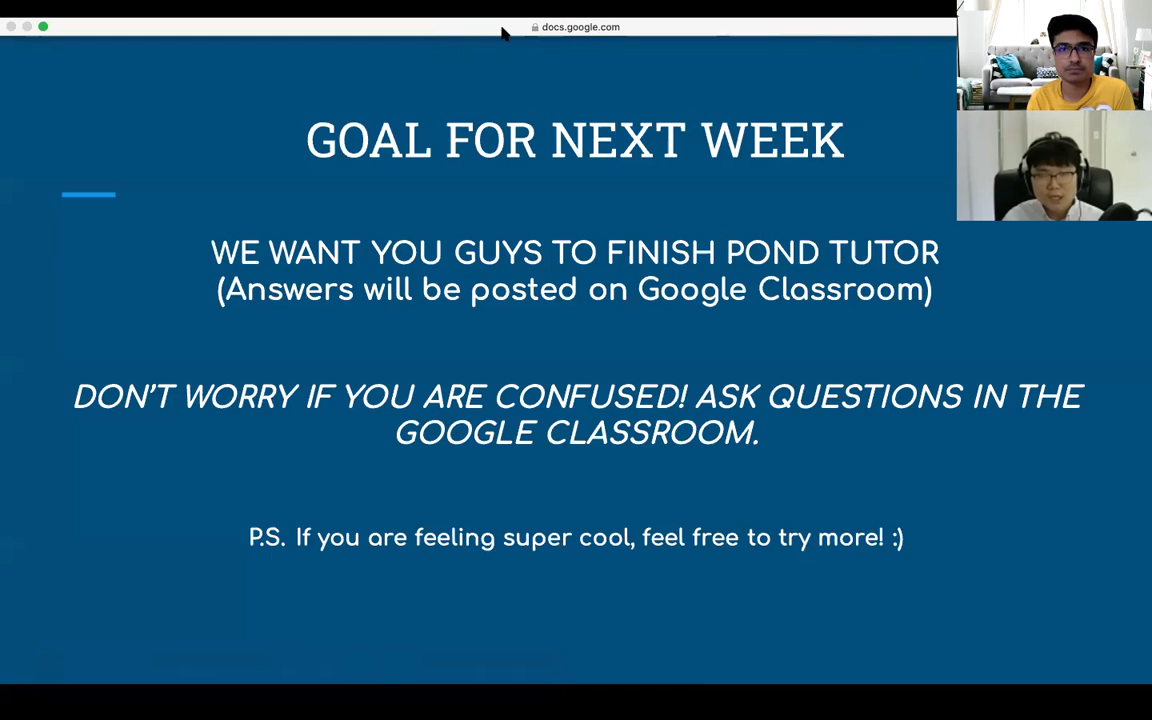 docs.google.com
GOAL FOR NEXT WEEK
WE WANT YOU GUYS TO FINISH POND TUTOR
(Answers will be posted on Google Classroom)
DON'T WORRY IF YOU ARE CONFUSED! ASK QUESTIONS IN THE
GOOGLE CLASSROOM.
P.S. If you are feeling super cool, feel free to try more! :)